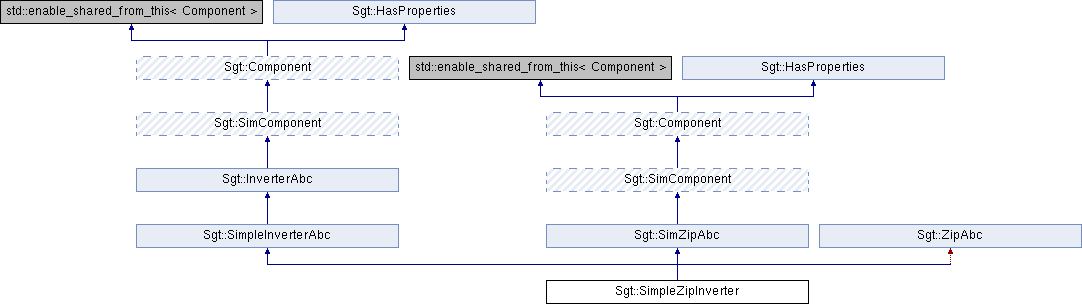 std::enable_shared_from_this< Component >
Sgt::HasProperties
Sgt::Component
std::enable_shared_from_this< Component >
Sgt::HasProperties
Sgt::SimComponent
Sgt::Component
Sgt::InverterAbc
Sgt::SimComponent
Sgt::SimpleInverterAbc
Sgt::SimZipAbc
Sgt::ZipAbc
Sgt::SimpleZipInverter